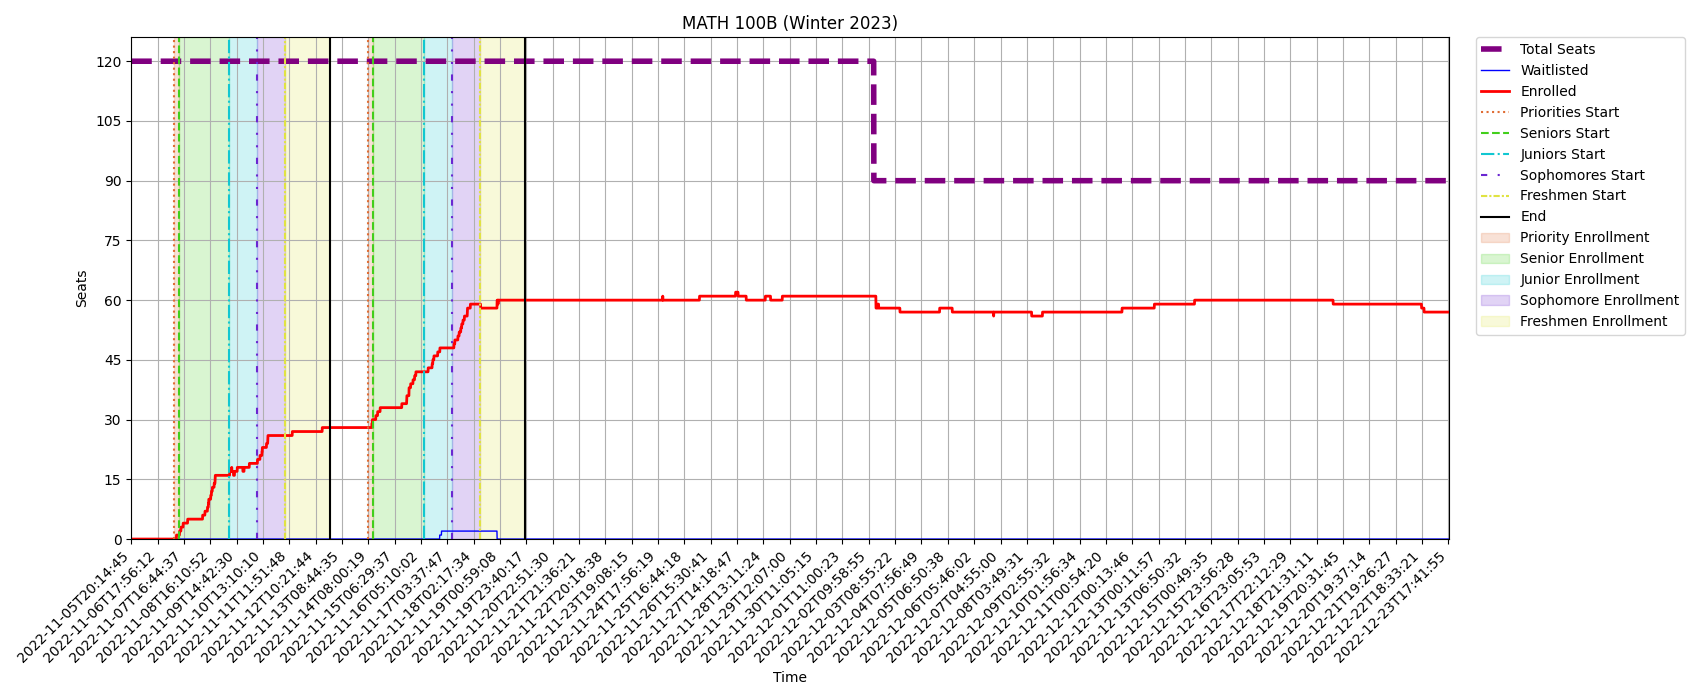 MATH 100B (Winter 2023)
Seats
120
105
90
75
60
45
30
15
0
2022-11-05T20:14:45
2022-11-06T17:56:12
2022-11-07T16:44:37
2022-11-08T16:10:52
2022-11-09T14:42:30
2022-11-10T13:10:10
2022-11-11T11:51:48
2022-11-12T10:21:44
2022-11-13T08:44:35
2022-11-14T08:00:19
2022-11-15T06:29:37
2022-11-16T05:10:02
2022-11-17T03:37:47
2022-11-18T02:17:34
2022-11-19T00:59:08
2022-11-19T23:40:17
2022-11-20T22:51:30
2022-11-21T21:36:21
2022-11-22T20:18:38
2022-11-23T19:08:15
2022-11-24T17:56:19
2022-11-25T16:44:18
2022-11-26T15:30:41
2022-11-27T14:18:47
2022-11-28T13:11:24
2022-11-29T12:07:00
2022-11-30T11:05:15
2022-12-01T11:00:23
2022-12-02T09:58:55
2022-12-03T08:55:22
2022-12-04T07:56:49
2022-12-05T06:50:38
2022-12-06T05:46:02
2022-12-07T04:55:00
2022-12-08T03:49:31
2022-12-09T02:55:32
2022-12-10T01:56:34
2022-12-11T00:54:20
2022-12-12T00:13:46
2022-12-13T00:11:57
2022-12-13T06:50:32
2022-12-15T00:49:35
2022-12-15T23:56:28
2022-12-16T23:05:53
2022-12-17T22:12:29
2022-12-18T21:31:11
2022-12-19T20:31:45
2022-12-20T19:37:14
2022-12-21T19:26:27
2022-12-22T18:33:21
2022-12-23T17:41:55
Time
Total Seats
Waitlisted
Enrolled
Priorities Start
Seniors Start
Juniors Start
Sophomores Start
Freshmen Start
End
Priority Enrollment
Senior Enrollment
Junior Enrollment
Sophomore Enrollment
Freshmen Enrollment